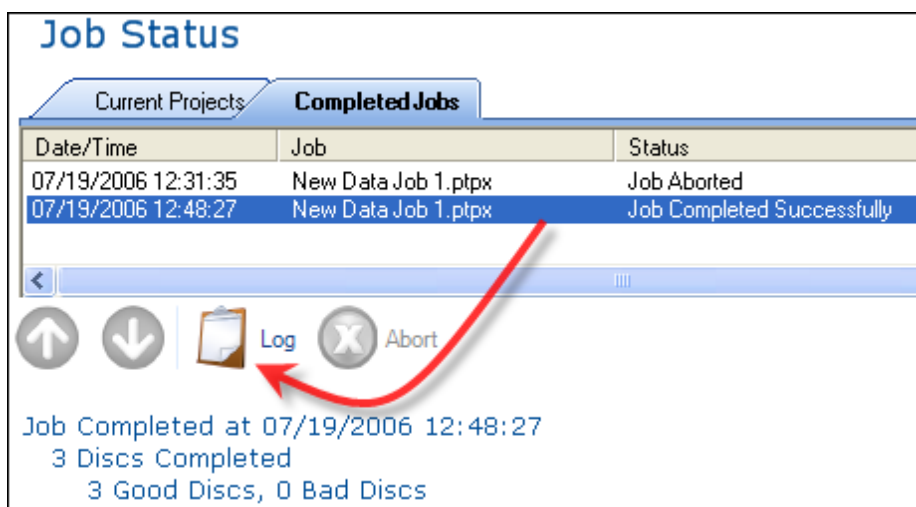 Job Status
Current Projects Completed Jobs
Date/Time Job Status
07/19/2006 12:31:35 New Data Job 1.ptpx Job Aborted
07/19/2006 12:48:27 New Data Job 1.ptpx Job Completed Successfully
Log Abort
Job Completed at 07/19/2006 12:48:27
3 Discs Completed
3 Good Discs, 0 Bad Discs